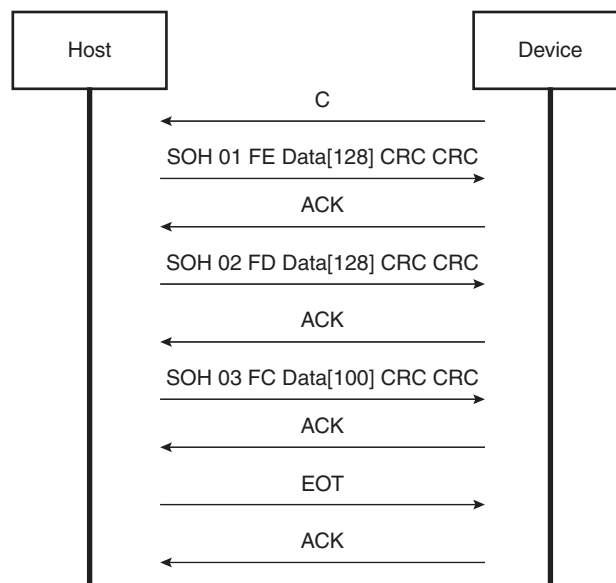 Host
Device
C
SOH 01 FE Data[128] CRC CRC
ACK
SOH 02 FD Data[128] CRC CRC
ACK
SOH 03 FC Data[100] CRC CRC
ACK
EOT
ACK